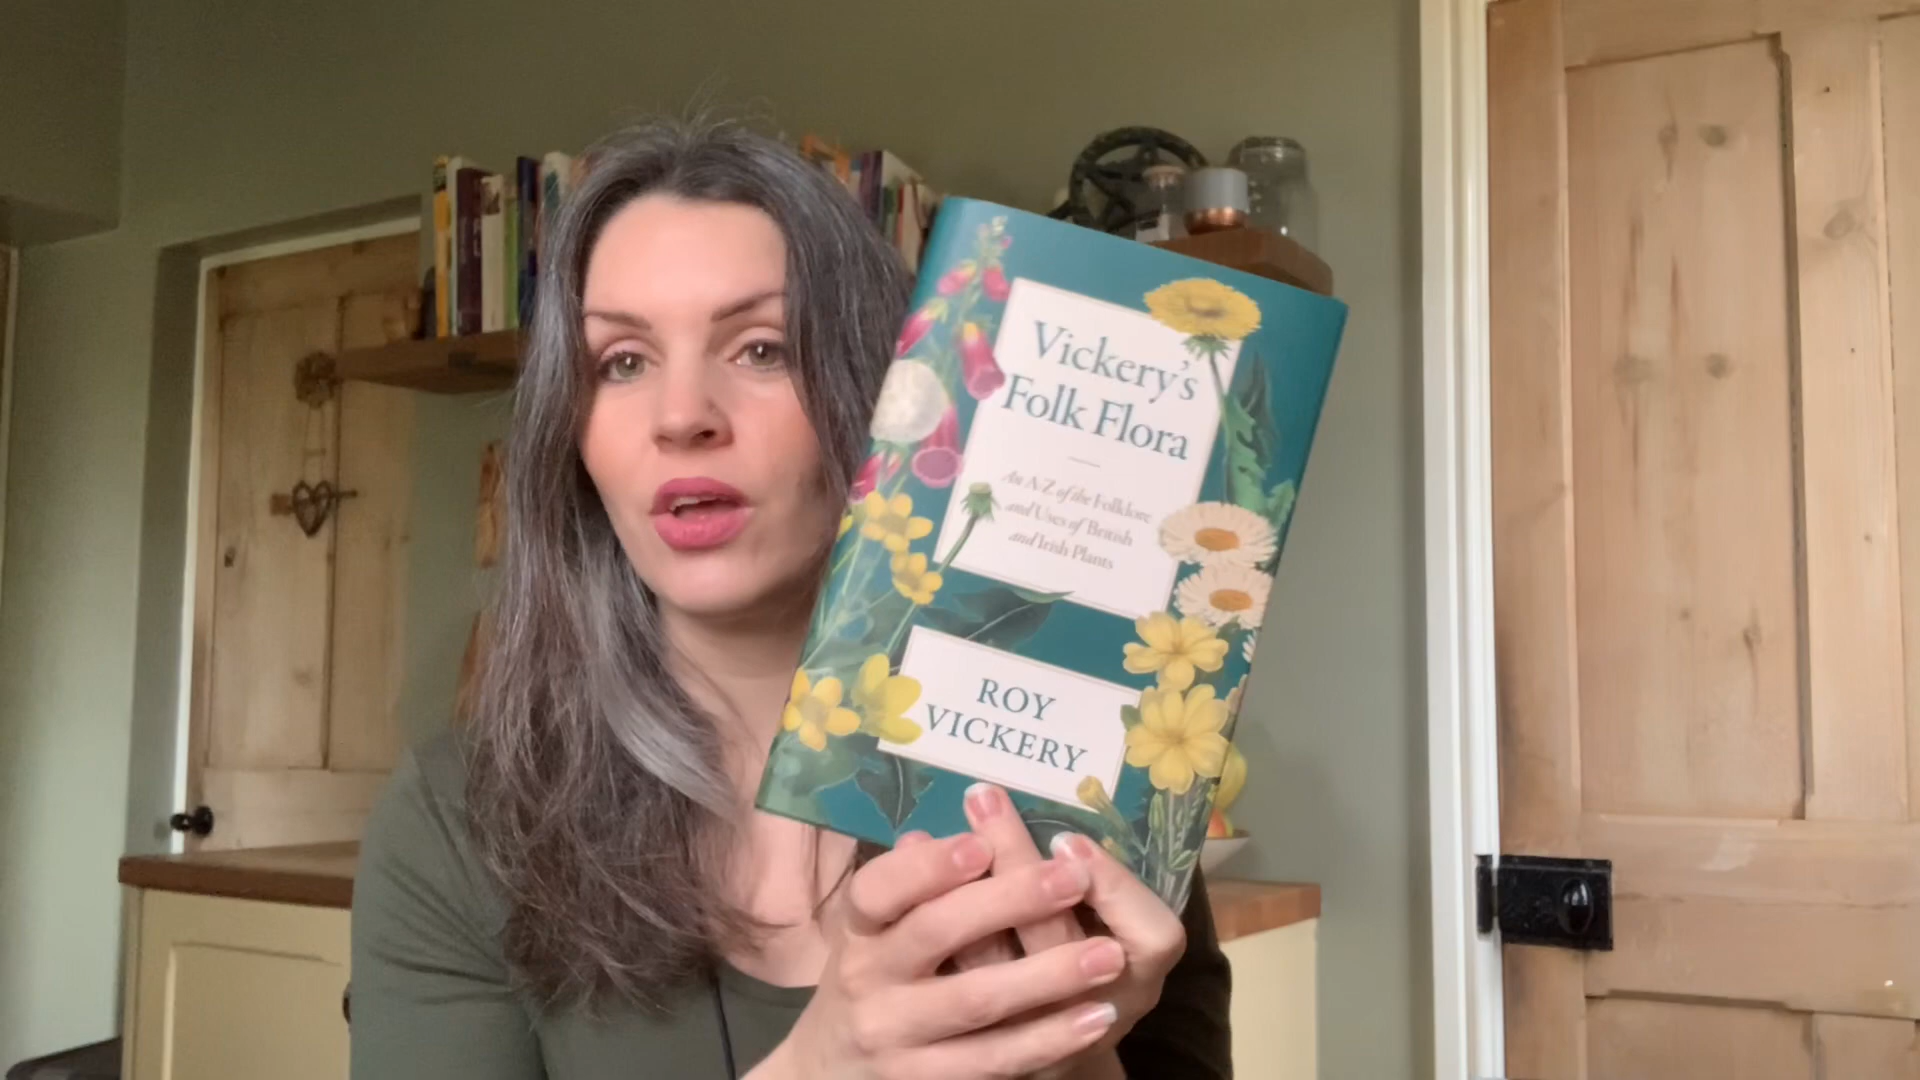 Vickery's
Folk Flora
An A-Z of the Folklore
and Uses of British
and Irish Plants
ROY
VICKERY